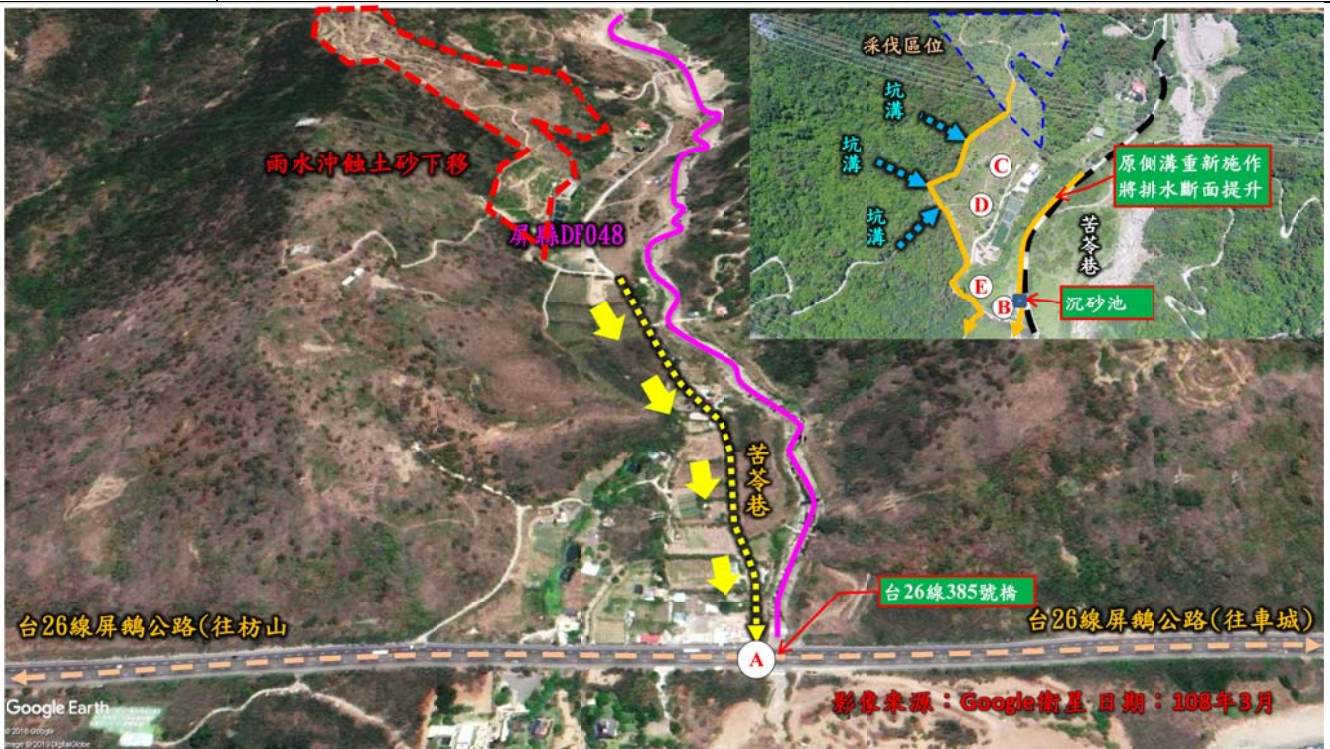 采伐區位
坑溝
坑溝
坑溝
C
D
E
B
原側溝重新施作
將排水斷面提升
苦苓巷
沉砂池
雨水沖蝕土砂下移
屏縣DF048
苦苓巷
台26線385號橋
台26線屏鵝公路(往枋山
台26線屏鵝公路(往車城)
A
影像來源：Google衛星 日期：108年3月
Google Earth
© 2018 Google
Image © 2019 DigitalGlobe